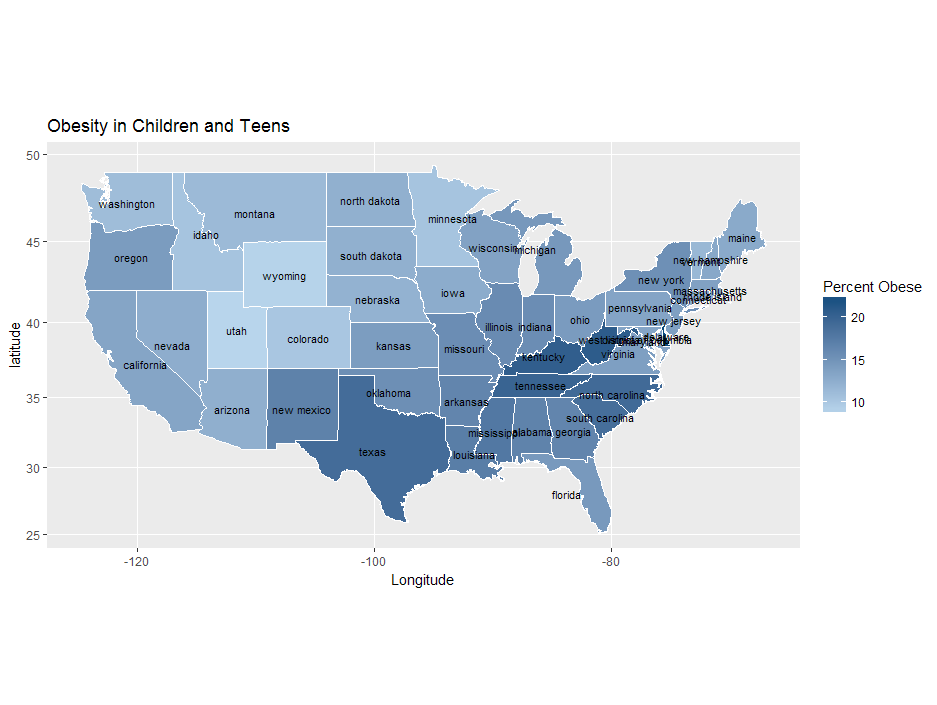 Obesity in Children and Teens
50
45
40
35
30
25
latitude
-120
-100
-80
Longitude
washington
montana
north dakota
minnesota
maine
idaho
oregon
wisconsin
michigan
new hampshire
vermont
south dakota
wyoming
new york
massachusetts
rhode island
connecticut
nebraska
iowa
pennsylvania
new jersey
utah
colorado
nevada
kansas
missouri
illinois
indiana
ohio
delaware
maryland
california
kentucky
virginia
arizona
new mexico
oklahoma
arkansas
tennessee
north carolina
south carolina
texas
louisiana
mississippi
alabama
georgia
florida
Percent Obese
20
15
10